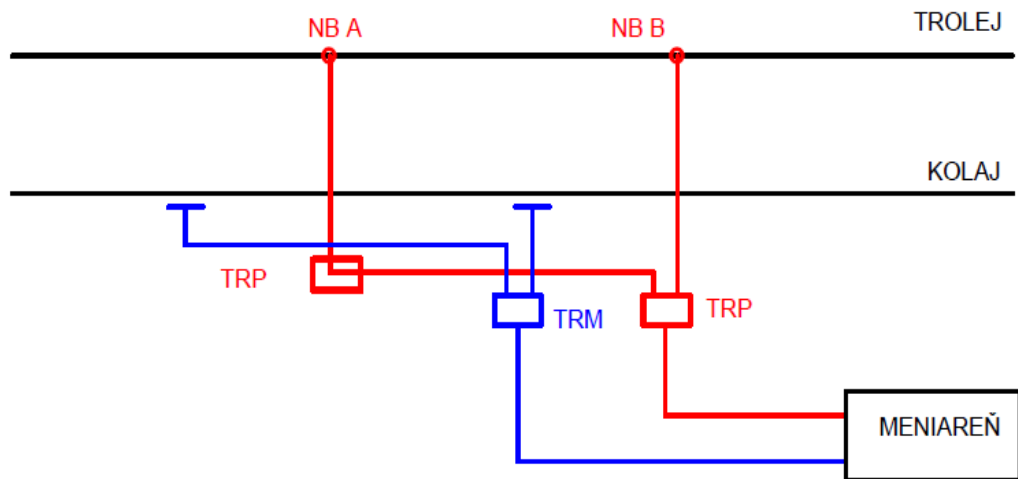 TROLEJ
NB A
NB B
KOLAJ
TRP
TRM
TRP
MENIAREŇ